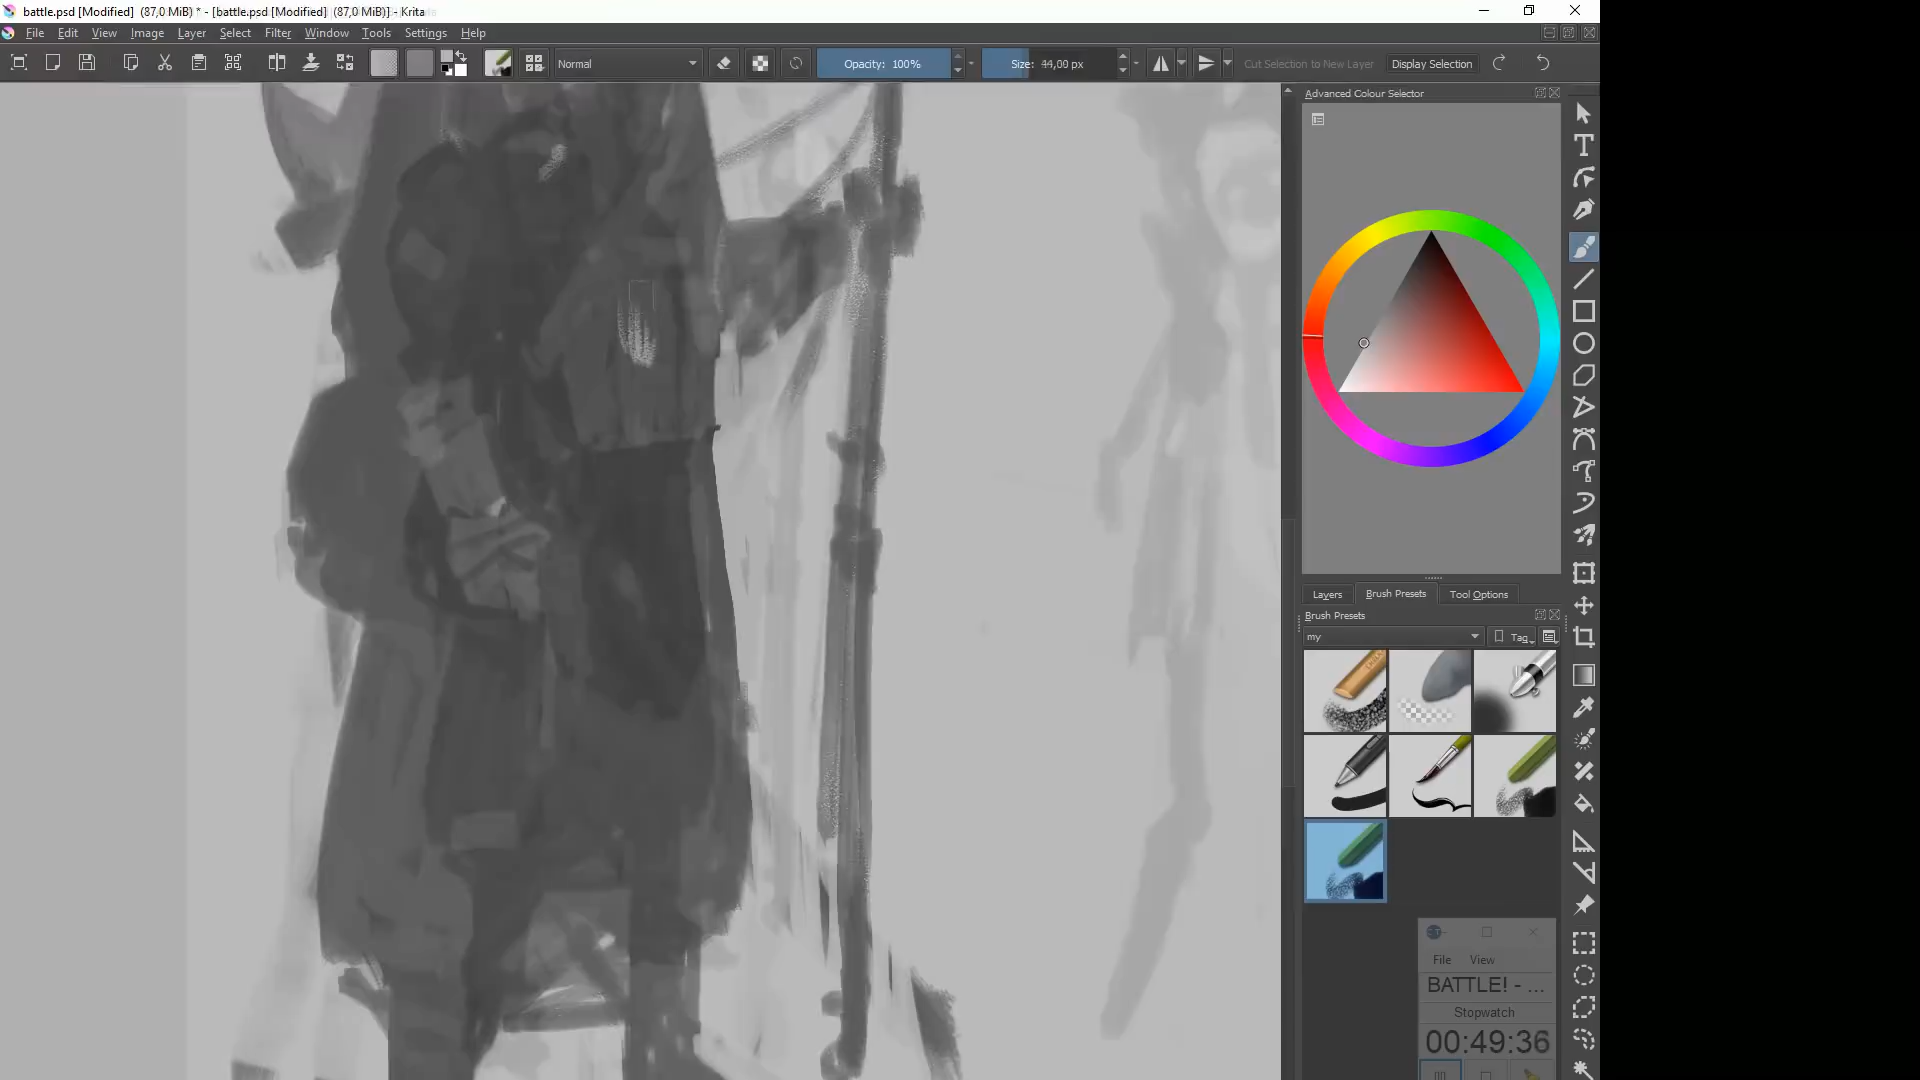 battle.psd [Modified]  (87,0 MiB) * - [battle.psd [Modified]  (87,0 MiB)] - Krita
File Edit View Image Layer Select Filter Window Tools Settings Help
Normal Opacity: 100% Size: 44,00 px Cut Selection to New Layer Display Selection
Advanced Colour Selector
Layers Brush Presets Tool Options
Brush Presets
my Tag
File View
BATTLE! - ...
Stopwatch
00:49:36